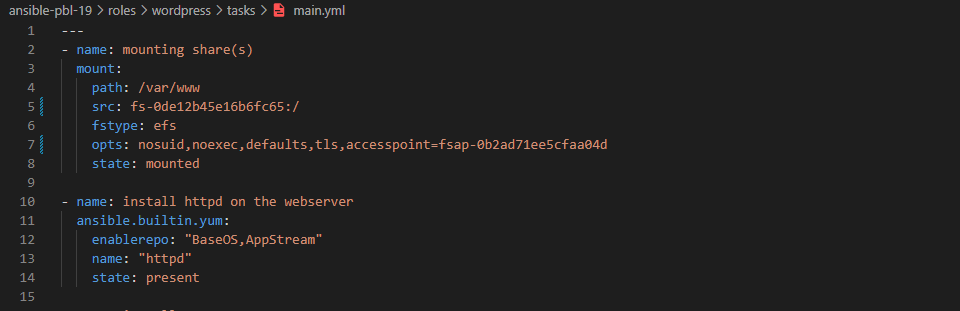 ansible-pbl-19 > roles > wordpress > tasks > main.yml
1 ---
2 - name: mounting share(s)
3 mount:
4 path: /var/www
5 src: fs-0de12b45e16b6fc65:/
6 fstype: efs
7 opts: nosuid,noexec,defaults,tls,accesspoint=fsap-0b2ad71ee5cfaa04d
8 state: mounted
9
10 - name: install httpd on the webserver
11 ansible.builtin.yum:
12 enablerepo: "BaseOS,AppStream"
13 name: "httpd"
14 state: present
15